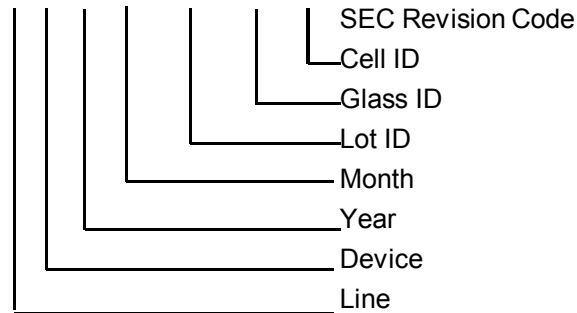 SEC Revision Code
Cell ID
Glass ID
Lot ID
Month
Year
Device
Line